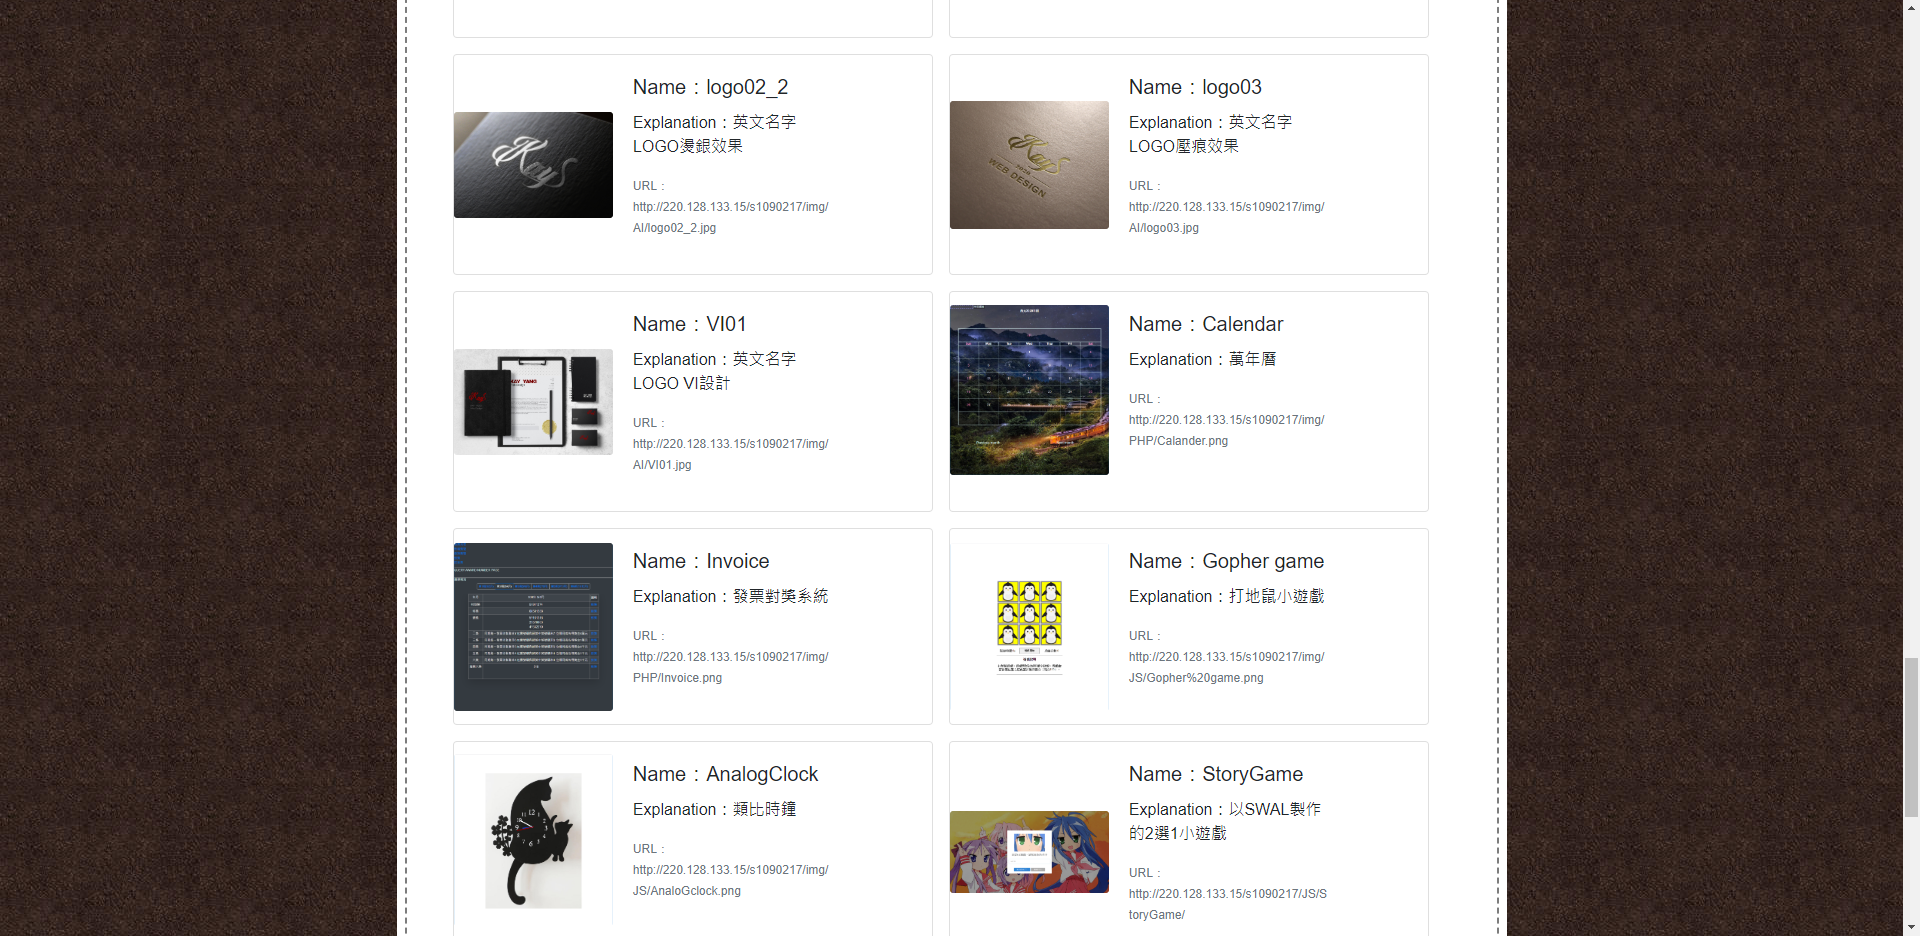 Name：logo02_2
Explanation：英文名字
LOGO燙銀效果
URL：
http://220.128.133.15/s1090217/img/
AI/logo02_2.jpg
Name：logo03
Explanation：英文名字
LOGO壓痕效果
URL：
http://220.128.133.15/s1090217/img/
AI/logo03.jpg
KayS
WEB DESIGN
Name：VI01
Explanation：英文名字
LOGO VI設計
URL：
http://220.128.133.15/s1090217/img/
AI/VI01.jpg
KAY YANG
Name：Calendar
Explanation：萬年曆
URL：
http://220.128.133.15/s1090217/img/
PHP/Calander.png
Name：Invoice
Explanation：發票對獎系統
URL：
http://220.128.133.15/s1090217/img/
PHP/Invoice.png
Name：Gopher game
Explanation：打地鼠小遊戲
URL：
http://220.128.133.15/s1090217/img/
JS/Gopher%20game.png
Name：AnalogClock
Explanation：類比時鐘
URL：
http://220.128.133.15/s1090217/img/
JS/AnaloGclock.png
Name：StoryGame
Explanation：以SWAL製作
的2選1小遊戲
URL：
http://220.128.133.15/s1090217/JS/S
toryGame/